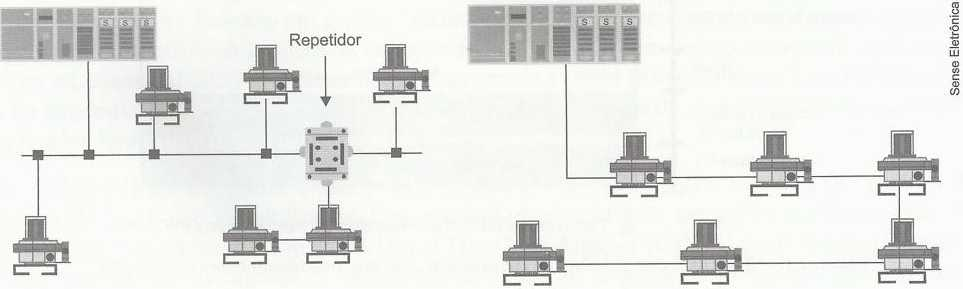 S S S
Repetidor
S S S
Sense Eletrônica